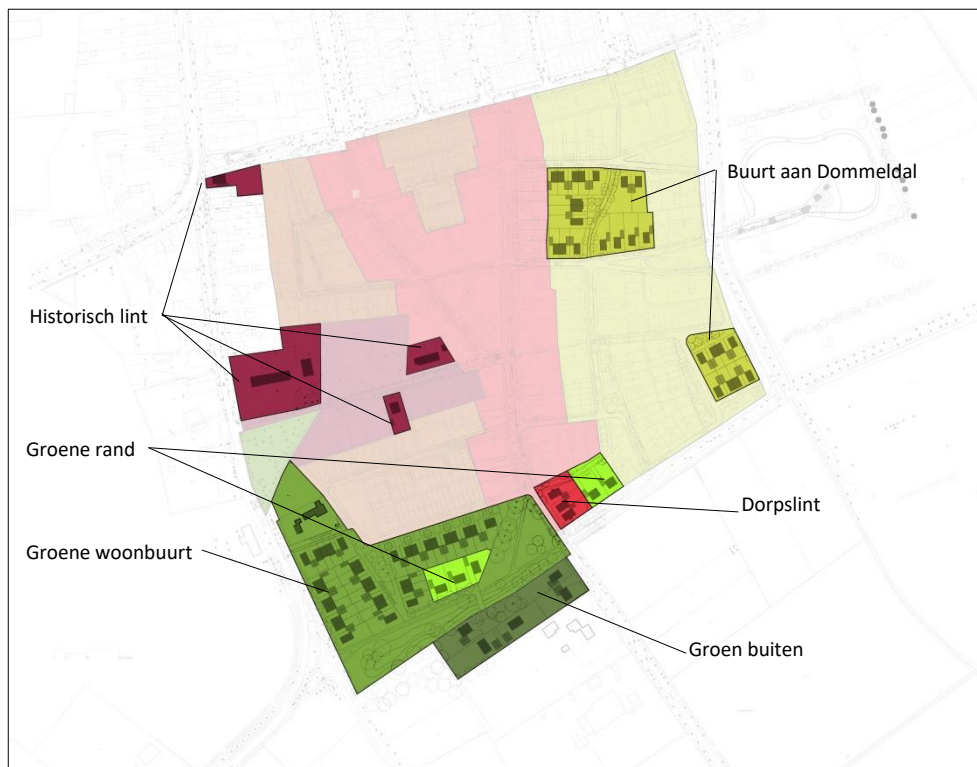 Buurt aan Dommeldal
Historisch lint
Groene rand
Dorpslint
Groene woonbuurt
Groen buiten